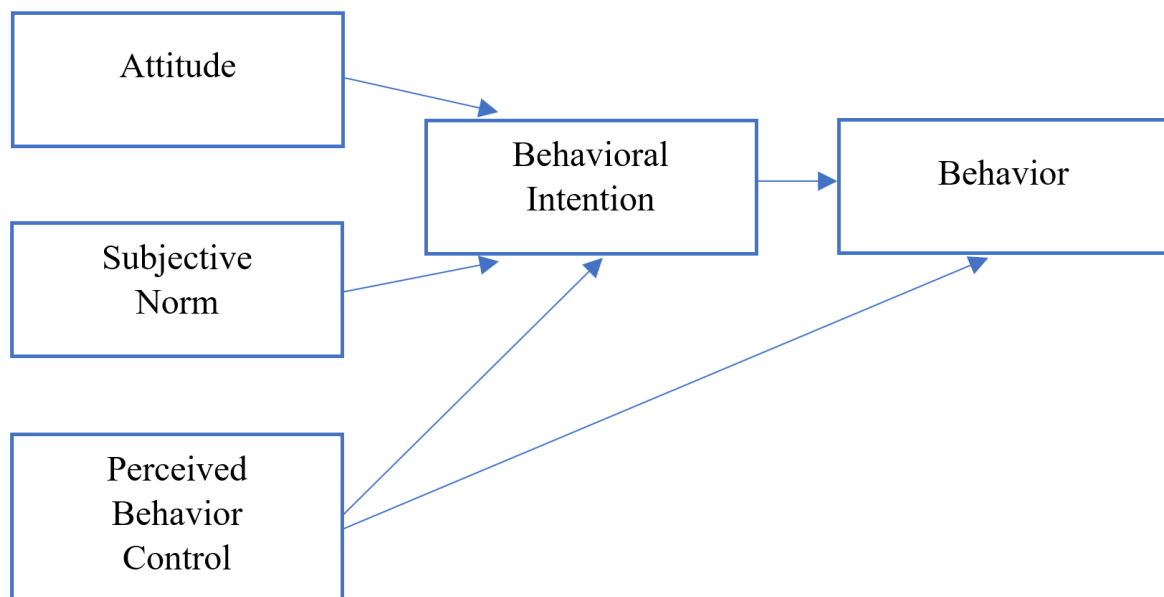 Attitude
Subjective
Norm
Perceived
Behavior
Control
Behavioral
Intention
Behavior